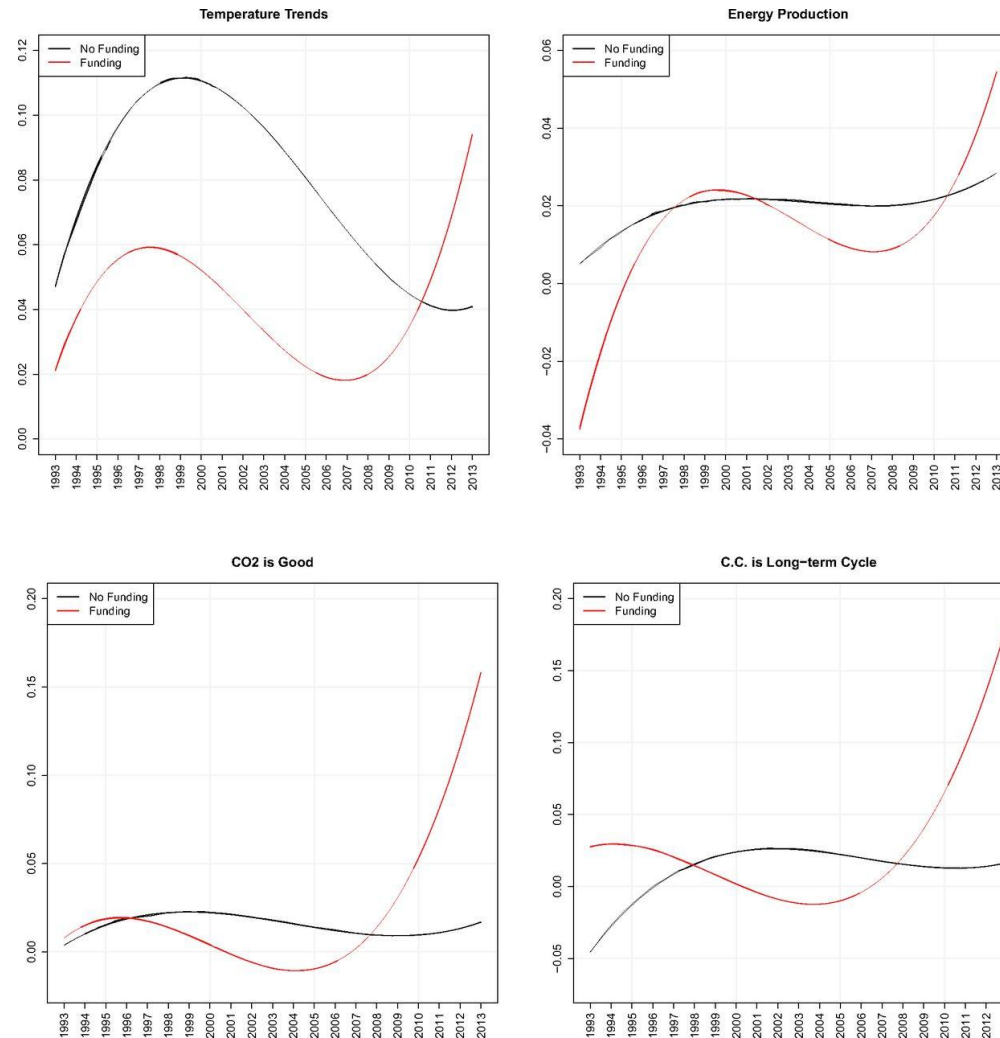 Temperature Trends
No Funding
Funding
0.12
0.10
0.08
0.06
0.04
0.02
0.00
1993 1994 1995 1996 1997 1998 1999 2000 2001 2002 2003 2004 2005 2006 2007 2008 2009 2010 2011 2012 2013
Energy Production
No Funding
Funding
0.06
0.04
0.02
0.00
−0.02
−0.04
1993 1994 1995 1996 1997 1998 1999 2000 2001 2002 2003 2004 2005 2006 2007 2008 2009 2010 2011 2012 2013
CO2 is Good
No Funding
Funding
0.20
0.15
0.10
0.05
0.00
1993 1994 1995 1996 1997 1998 1999 2000 2001 2002 2003 2004 2005 2006 2007 2008 2009 2010 2011 2012 2013
C.C. is Long−term Cycle
No Funding
Funding
0.20
0.15
0.10
0.05
0.00
−0.05
1993 1994 1995 1996 1997 1998 1999 2000 2001 2002 2003 2004 2005 2006 2007 2008 2009 2010 2011 2012